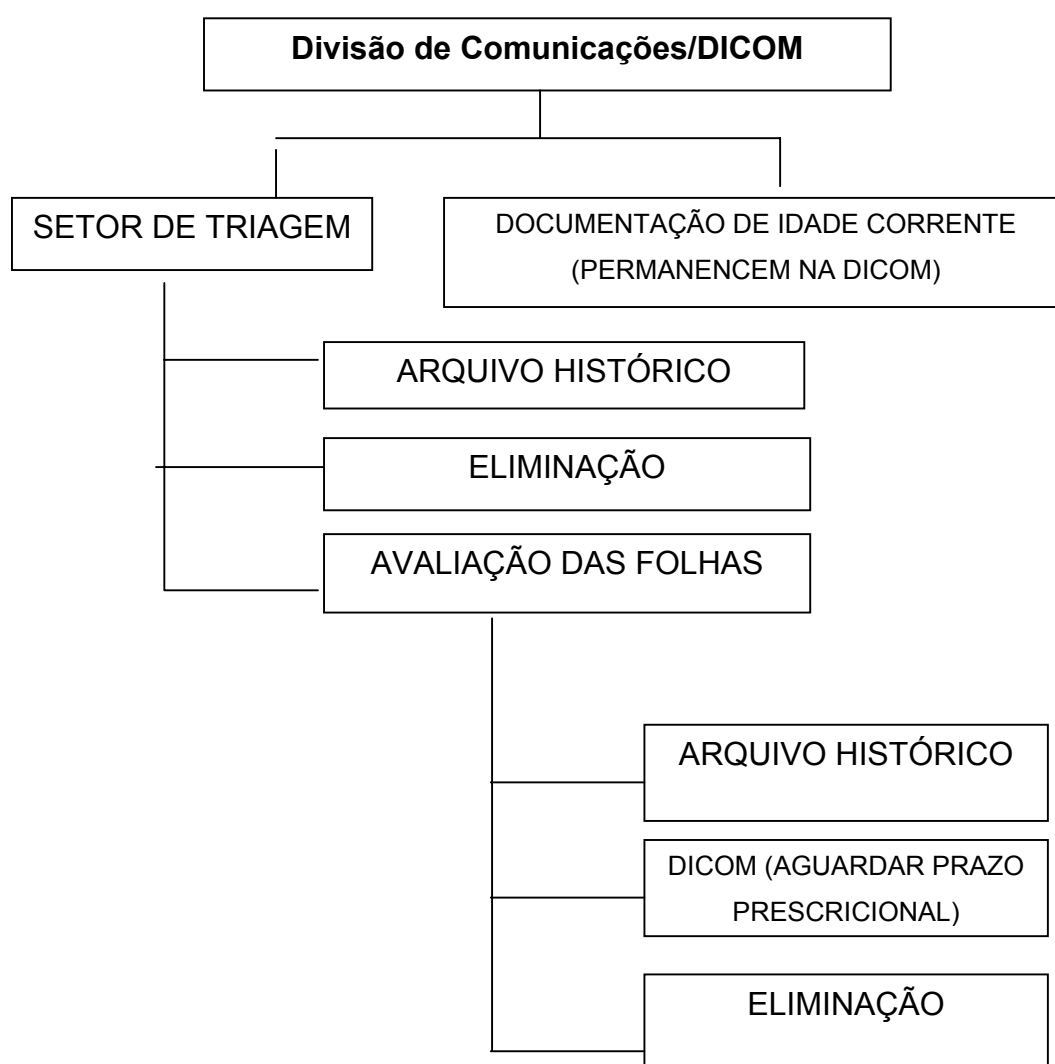 Divisão de Comunicações/DICOM
SETOR DE TRIAGEM
DOCUMENTAÇÃO DE IDADE CORRENTE
(PERMANENCEM NA DICOM)
ARQUIVO HISTÓRICO
ELIMINAÇÃO
AVALIAÇÃO DAS FOLHAS
ARQUIVO HISTÓRICO
DICOM (AGUARDAR PRAZO
PRESCRICIONAL)
ELIMINAÇÃO